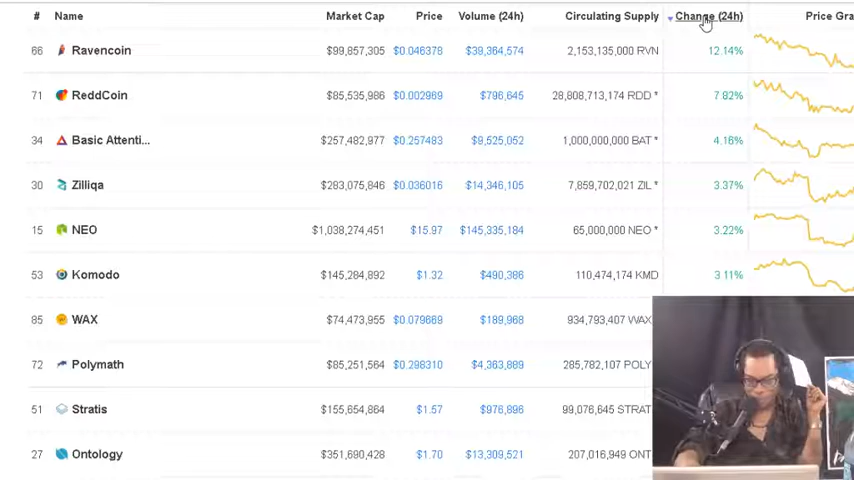 # Name Market Cap Price Volume (24h) Circulating Supply Change (24h) Price Gra
66 Ravencoin $99,857,305 $0.046378 $39,364,574 2,153,135,000 RVN 12.14%
71 ReddCoin $85,535,986 $0.002969 $796,645 28,808,713,174 RDD * 7.82%
34 Basic Attenti... $257,482,977 $0.257483 $9,525,052 1,000,000,000 BAT * 4.16%
30 Zilliqa $283,075,846 $0.036016 $14,346,105 7,859,702,021 ZIL * 3.37%
15 NEO $1,038,274,451 $15.97 $145,335,184 65,000,000 NEO * 3.22%
53 Komodo $145,284,892 $1.32 $490,386 110,474,174 KMD 3.11%
85 WAX $74,473,955 $0.079669 $189,968 934,793,407 WAX
72 Polymath $85,251,564 $0.298310 $4,363,889 285,782,107 POLY
51 Stratis $155,654,864 $1.57 $976,896 99,076,645 STRAT
27 Ontology $351,690,428 $1.70 $13,309,521 207,016,949 ONT